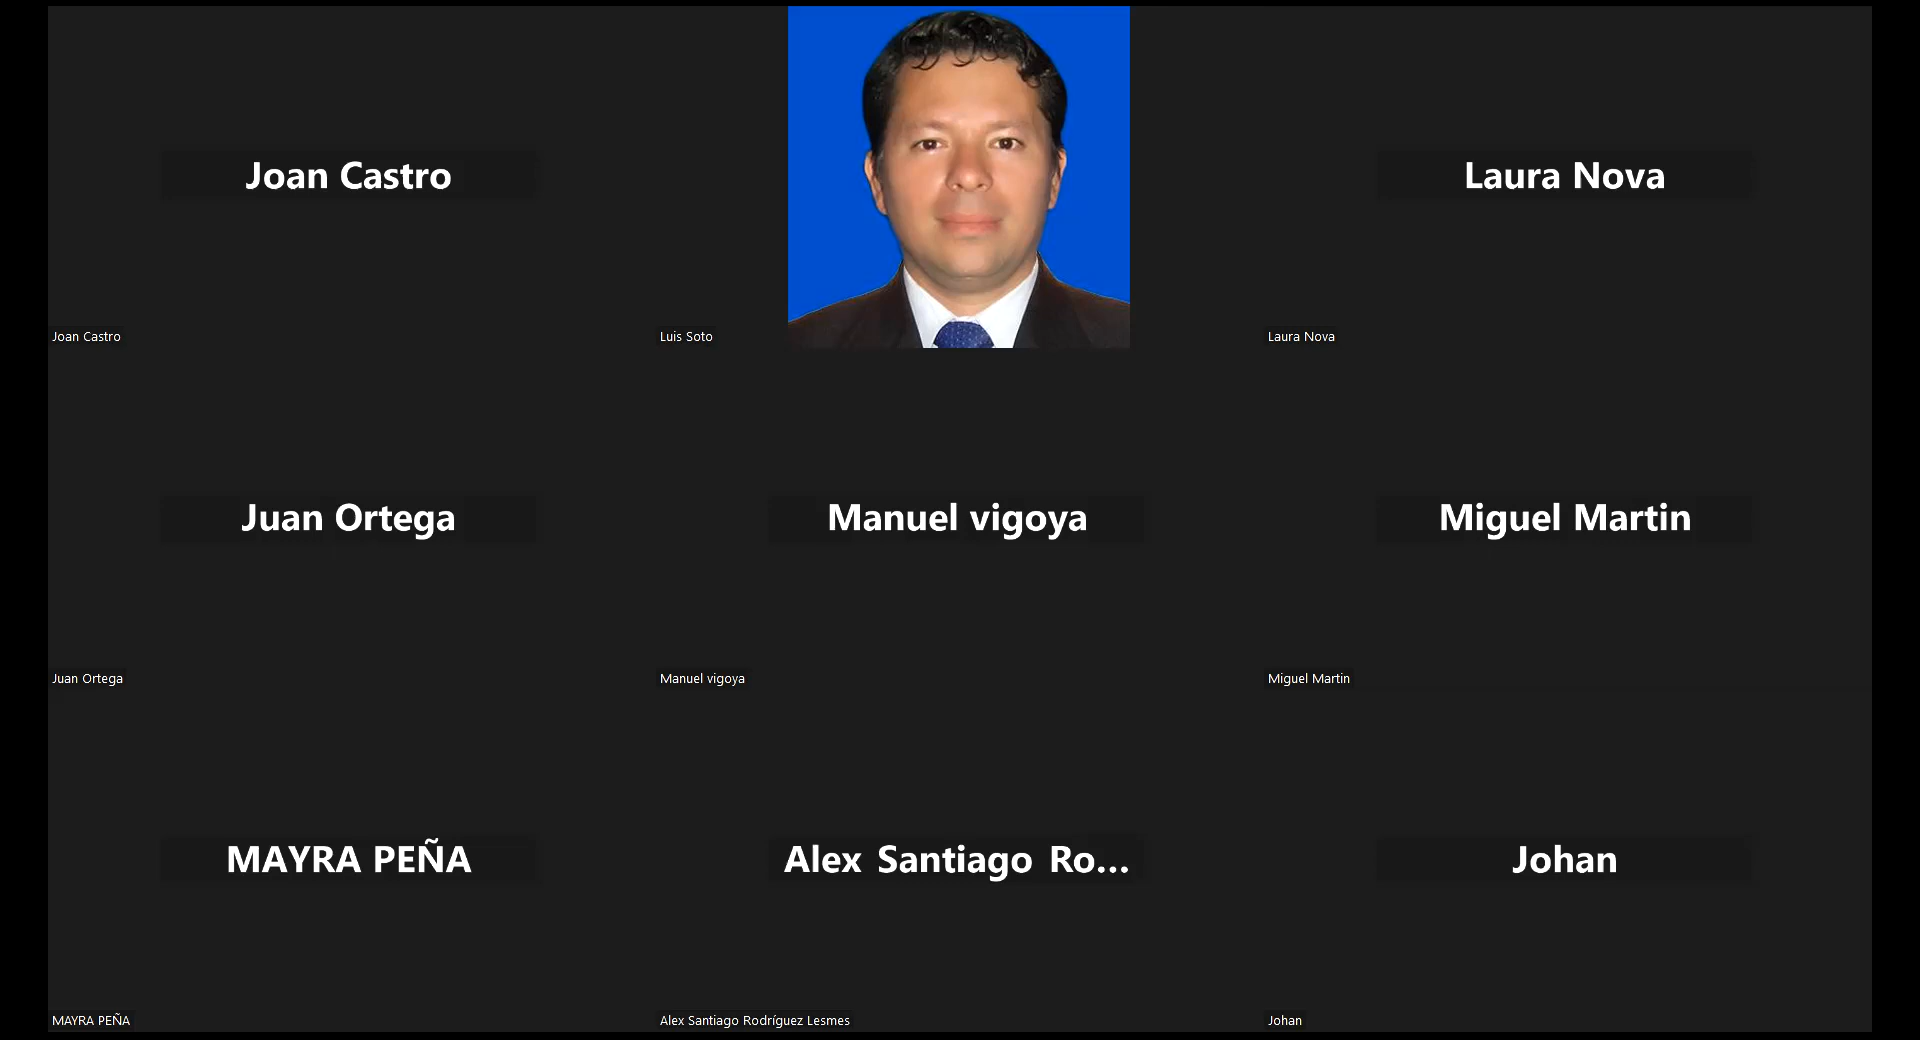 Joan Castro
Joan Castro
Luis Soto
Laura Nova
Laura Nova
Juan Ortega
Juan Ortega
Manuel vigoya
Manuel vigoya
Miguel Martin
Miguel Martin
MAYRA PEÑA
MAYRA PEÑA
Alex Santiago Ro...
Alex Santiago Rodríguez Lesmes
Johan
Johan